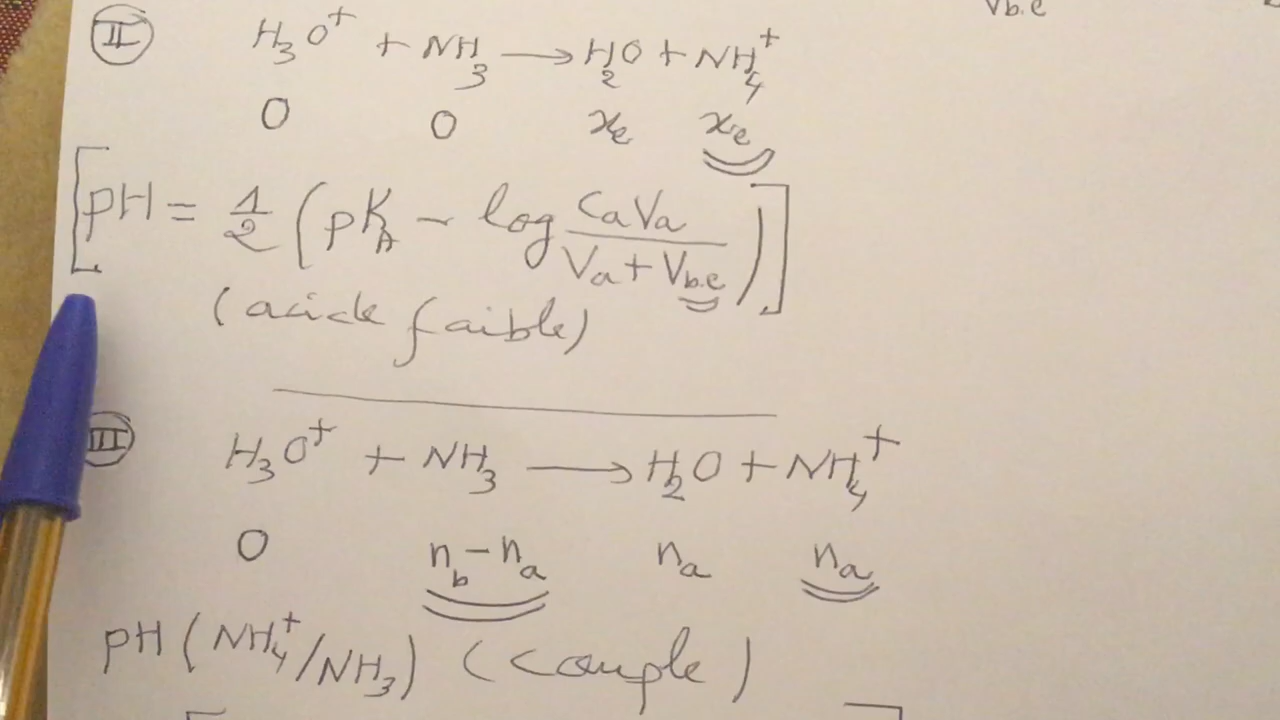 Vb.e
II H₃O⁺ + NH₃ → H₂O + NH₄⁺
0 0 xe xe
[pH = 1/2 (pKA - log CaVa/(Va + Vb.e))]
(acide faible)
III H₃O⁺ + NH₃ → H₂O + NH₄⁺
0 nb - na na na
pH (NH₄⁺/NH₃) (couple)